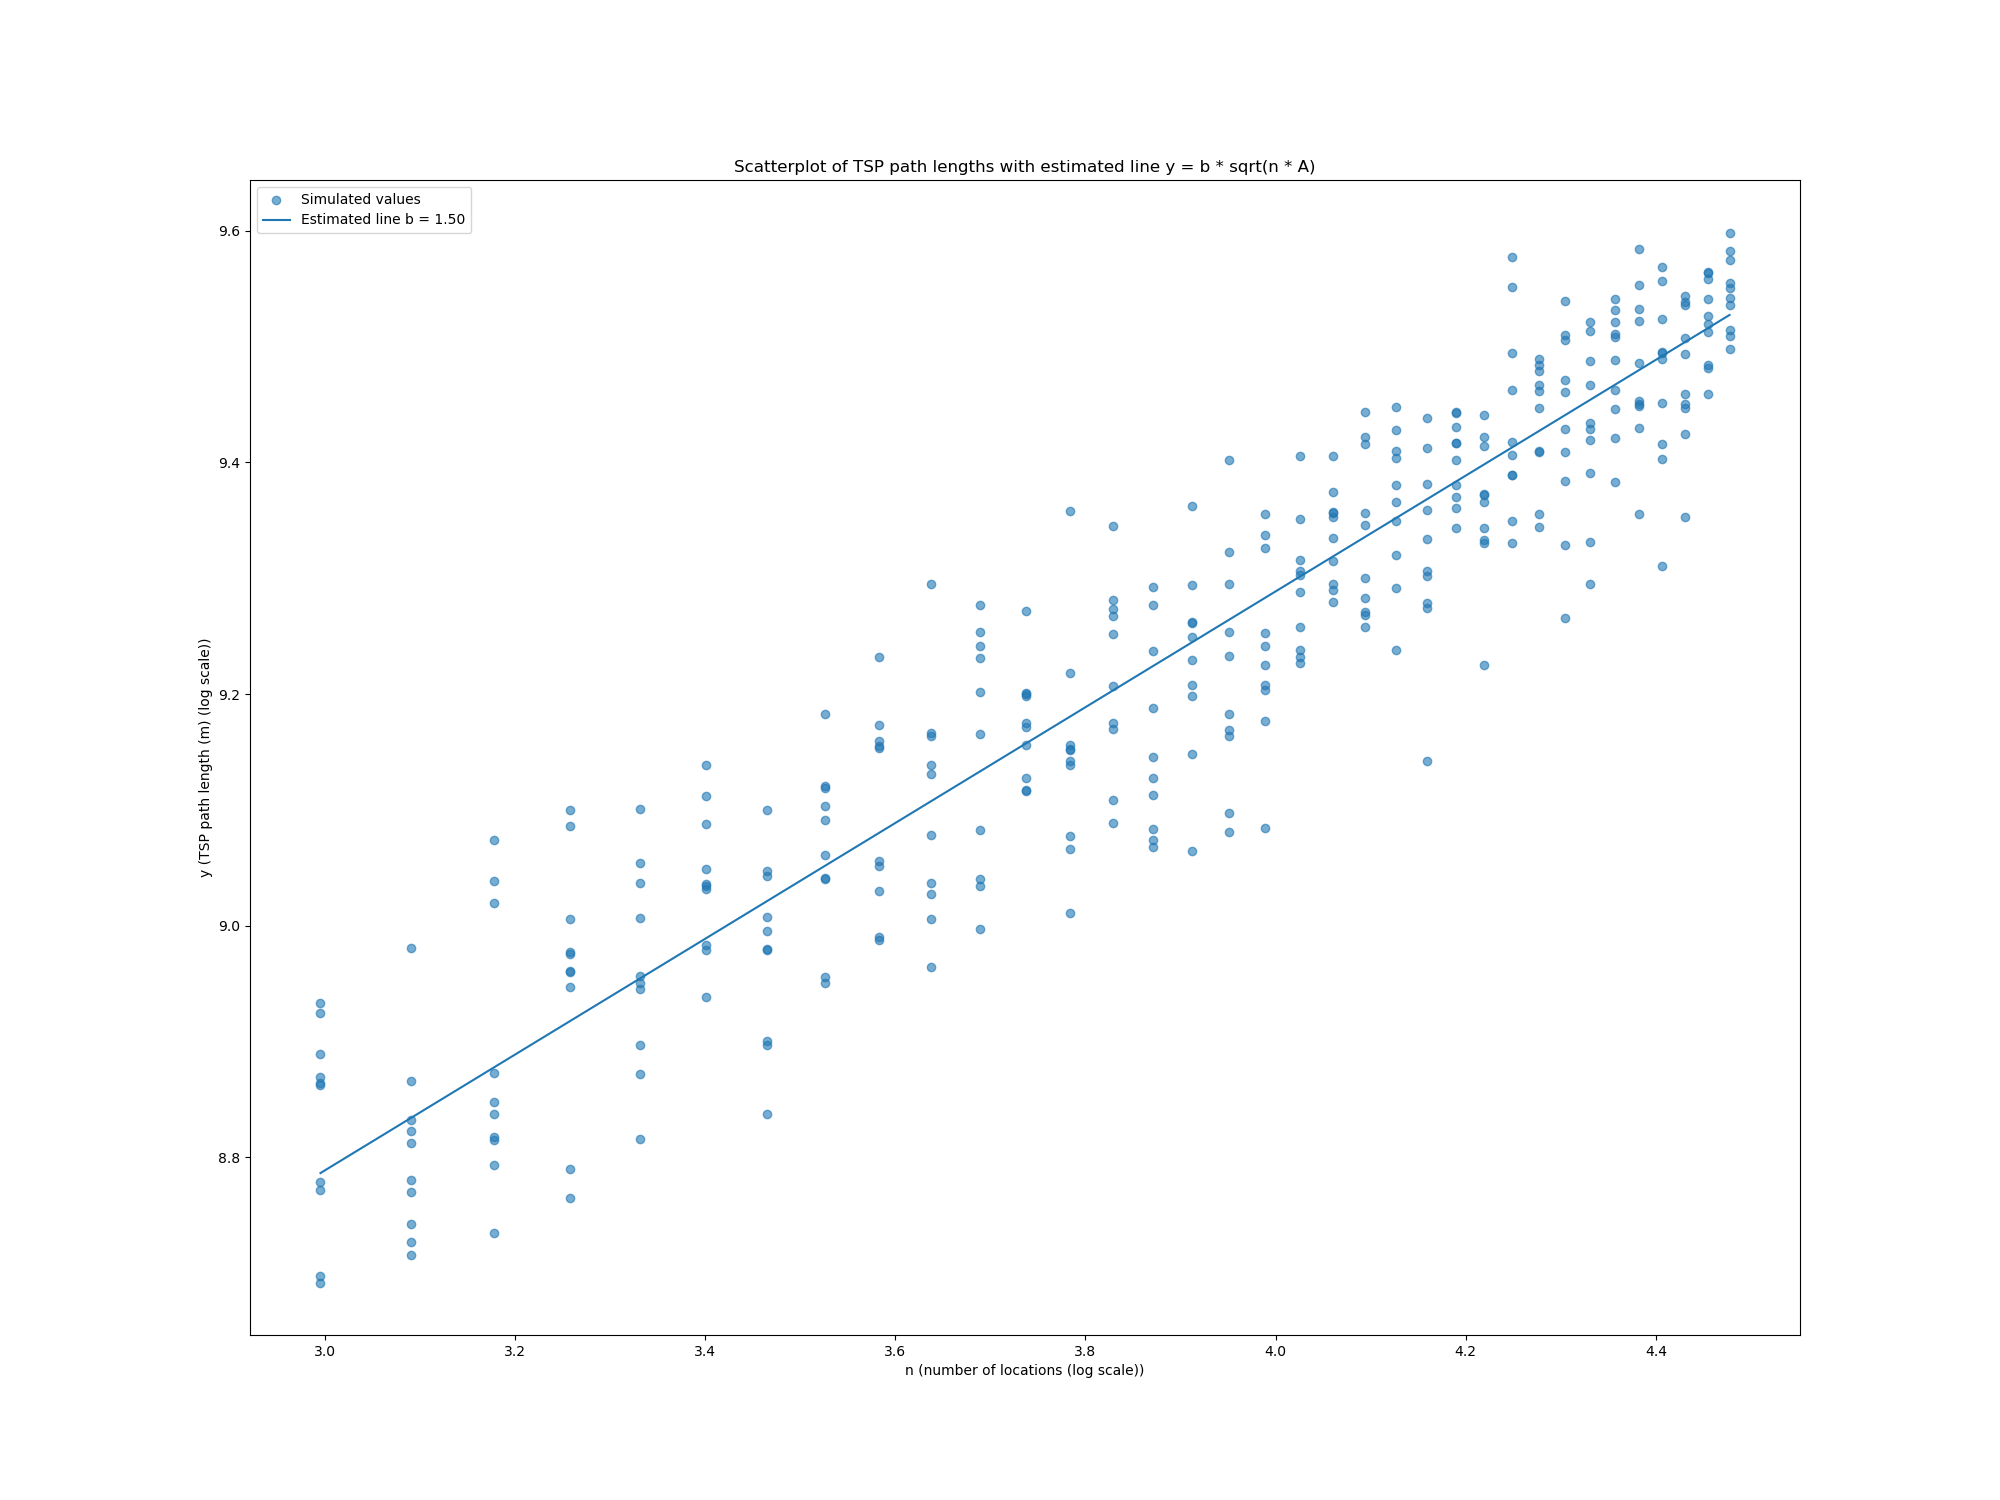 Scatterplot of TSP path lengths with estimated line y = b * sqrt(n * A)
Simulated values
Estimated line b = 1.50
9.6
9.4
9.2
9.0
8.8
y (TSP path length (m) (log scale))
3.0 3.2 3.4 3.6 3.8 4.0 4.2 4.4
n (number of locations (log scale))